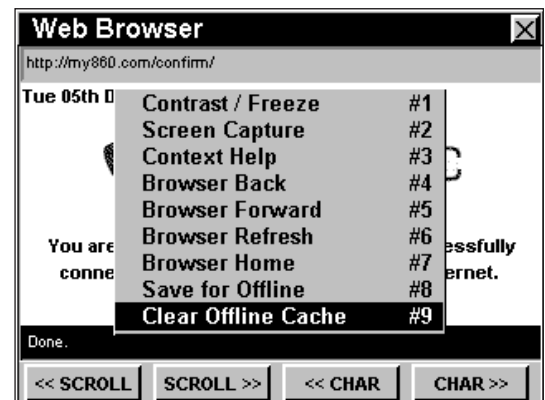 Web Browser
http://my860.com/confirm/
Tue 05th D
Contrast / Freeze #1
Screen Capture #2
Context Help #3
Browser Back #4
Browser Forward #5
Browser Refresh #6
Browser Home #7
Save for Offline #8
Clear Offline Cache #9
You are essfully
conne ernet.
Done.
<< SCROLL SCROLL >> << CHAR CHAR >>